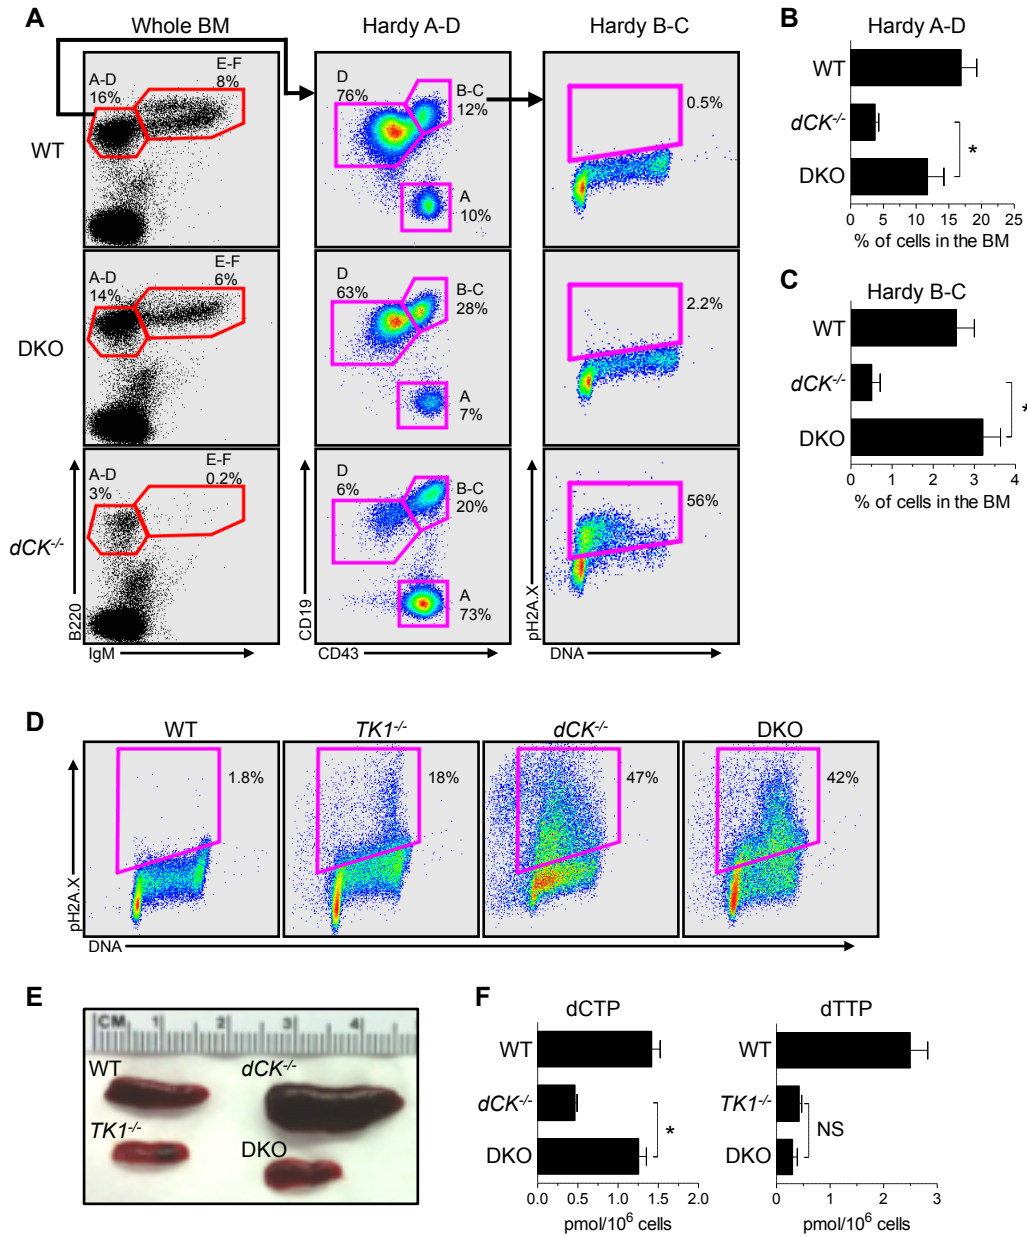 A
Whole BM
Hardy A-D
Hardy B-C
A-D
16%
E-F
8%
D
76%
B-C
12%
A
10%
0.5%
WT
A-D
14%
E-F
6%
D
63%
B-C
28%
A
7%
2.2%
DKO
A-D
3%
E-F
0.2%
D
6%
B-C
20%
A
73%
56%
dCK-/-
B220
IgM
CD19
CD43
pH2A.X
DNA
B
Hardy A-D
WT
dCK-/-
DKO
*
0 5 10 15 20 25
% of cells in the BM
C
Hardy B-C
WT
dCK-/-
DKO
*
0 1 2 3 4
% of cells in the BM
D
WT
TK1-/-
dCK-/-
DKO
1.8%
18%
47%
42%
pH2A.X
DNA
E
CM 1 2 3 4
WT
dCK-/-
TK1-/-
DKO
F
dCTP
WT
dCK-/-
DKO
*
0.0 0.5 1.0 1.5 2.0
pmol/10^6 cells
dTTP
WT
TK1-/-
DKO
NS
0 1 2 3
pmol/10^6 cells